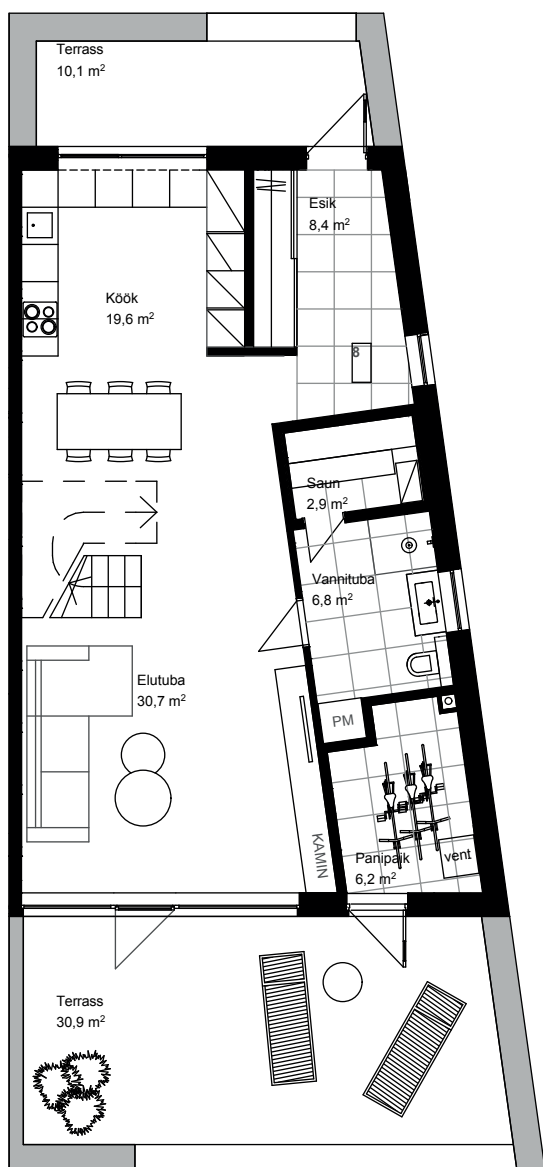 Terrass
10,1 m²
Esik
8,4 m²
Köök
19,6 m²
8
Saun
2,9 m²
Vannituba
6,8 m²
Elutuba
30,7 m²
PM
KAMIN
Panipaik
6,2 m²
vent
Terrass
30,9 m²